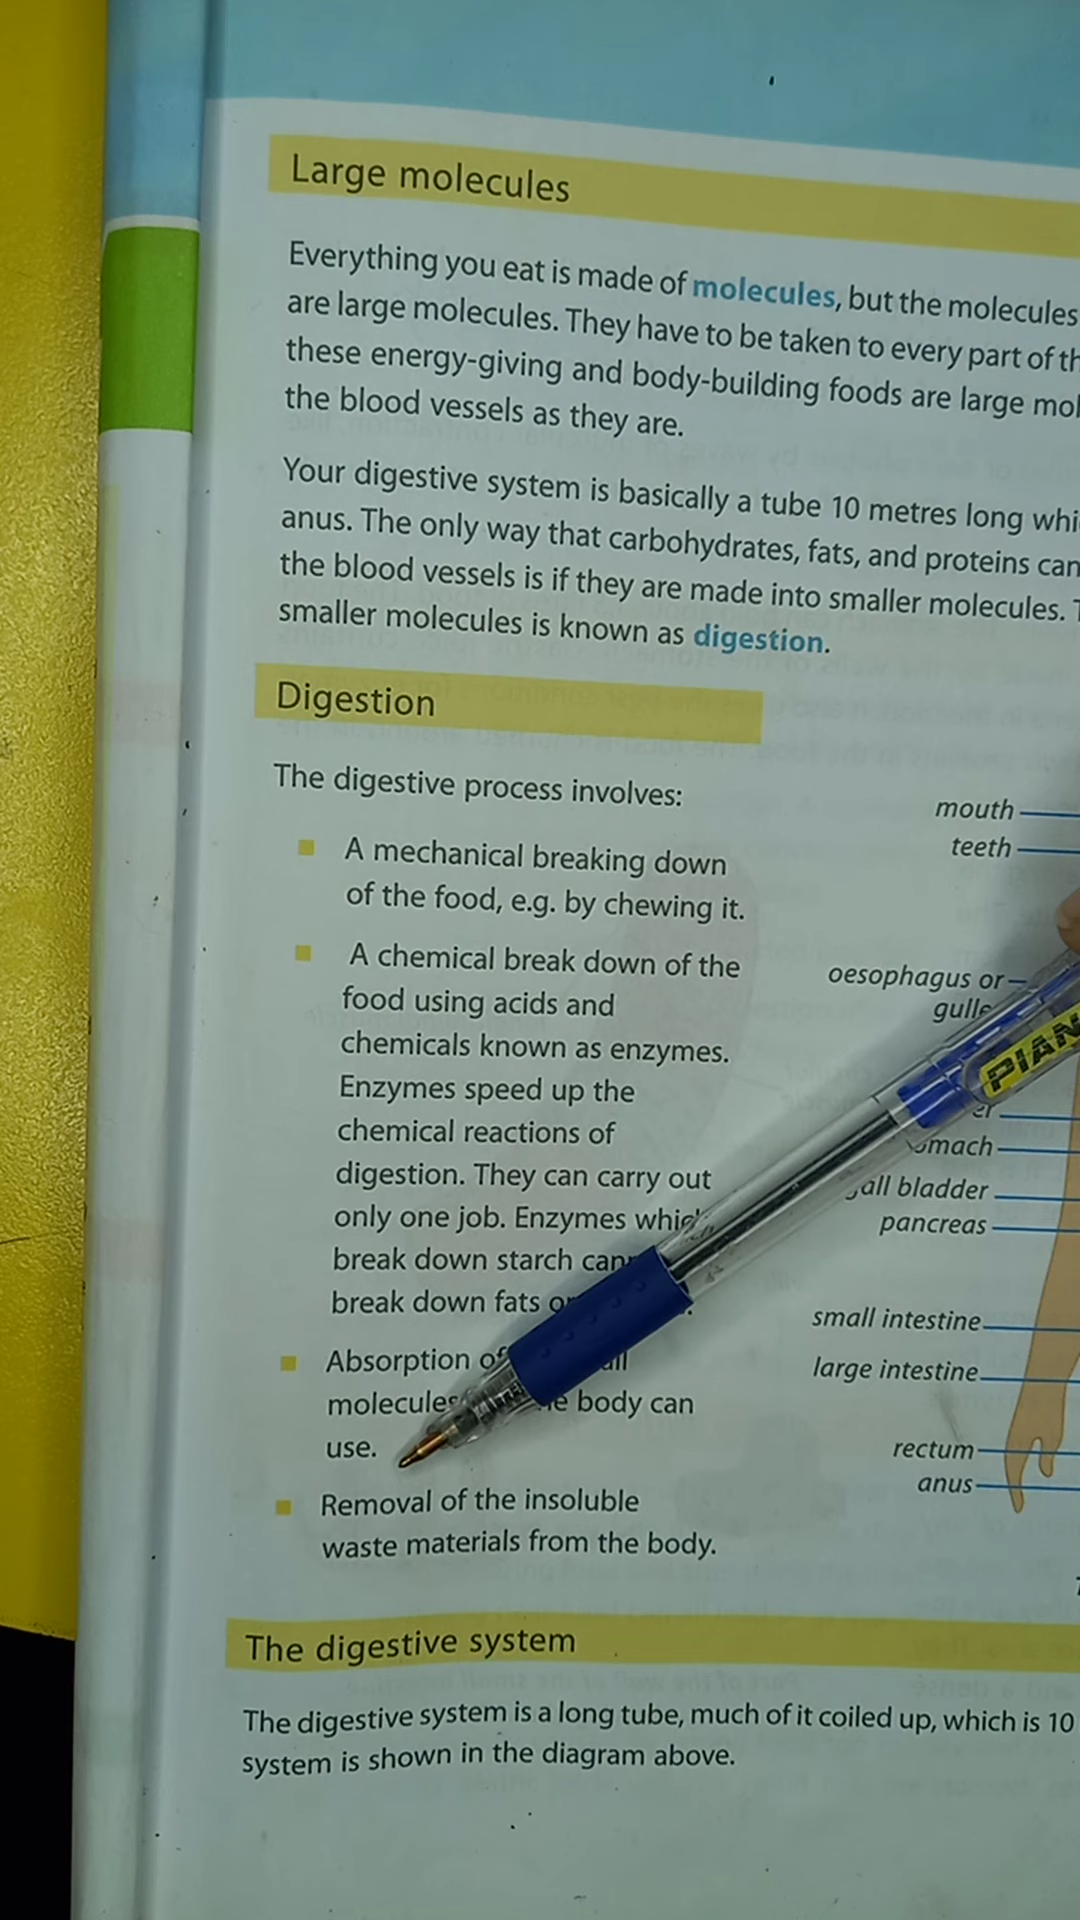 Large molecules
Everything you eat is made of molecules, but the molecules
are large molecules. They have to be taken to every part of
these energy-giving and body-building foods are large
the blood vessels as they are.
Your digestive system is basically a tube 10 metres long
anus. The only way that carbohydrates, fats, and proteins can
the blood vessels is if they are made into smaller molecules.
smaller molecules is known as digestion.
Digestion
The digestive process involves:
A mechanical breaking down
of the food, e.g. by chewing it.
A chemical break down of the
food using acids and
chemicals known as enzymes.
Enzymes speed up the
chemical reactions of
digestion. They can carry out
only one job. Enzymes
break down starch
break down fats
Absorption
molecules body can
use.
Removal of the insoluble
waste materials from the body.
mouth
teeth
oesophagus or
PIAN
pancreas
small intestine
large intestine
rectum
anus
The digestive system
The digestive system is a long tube, much of it coiled up, which is 10
system is shown in the diagram above.